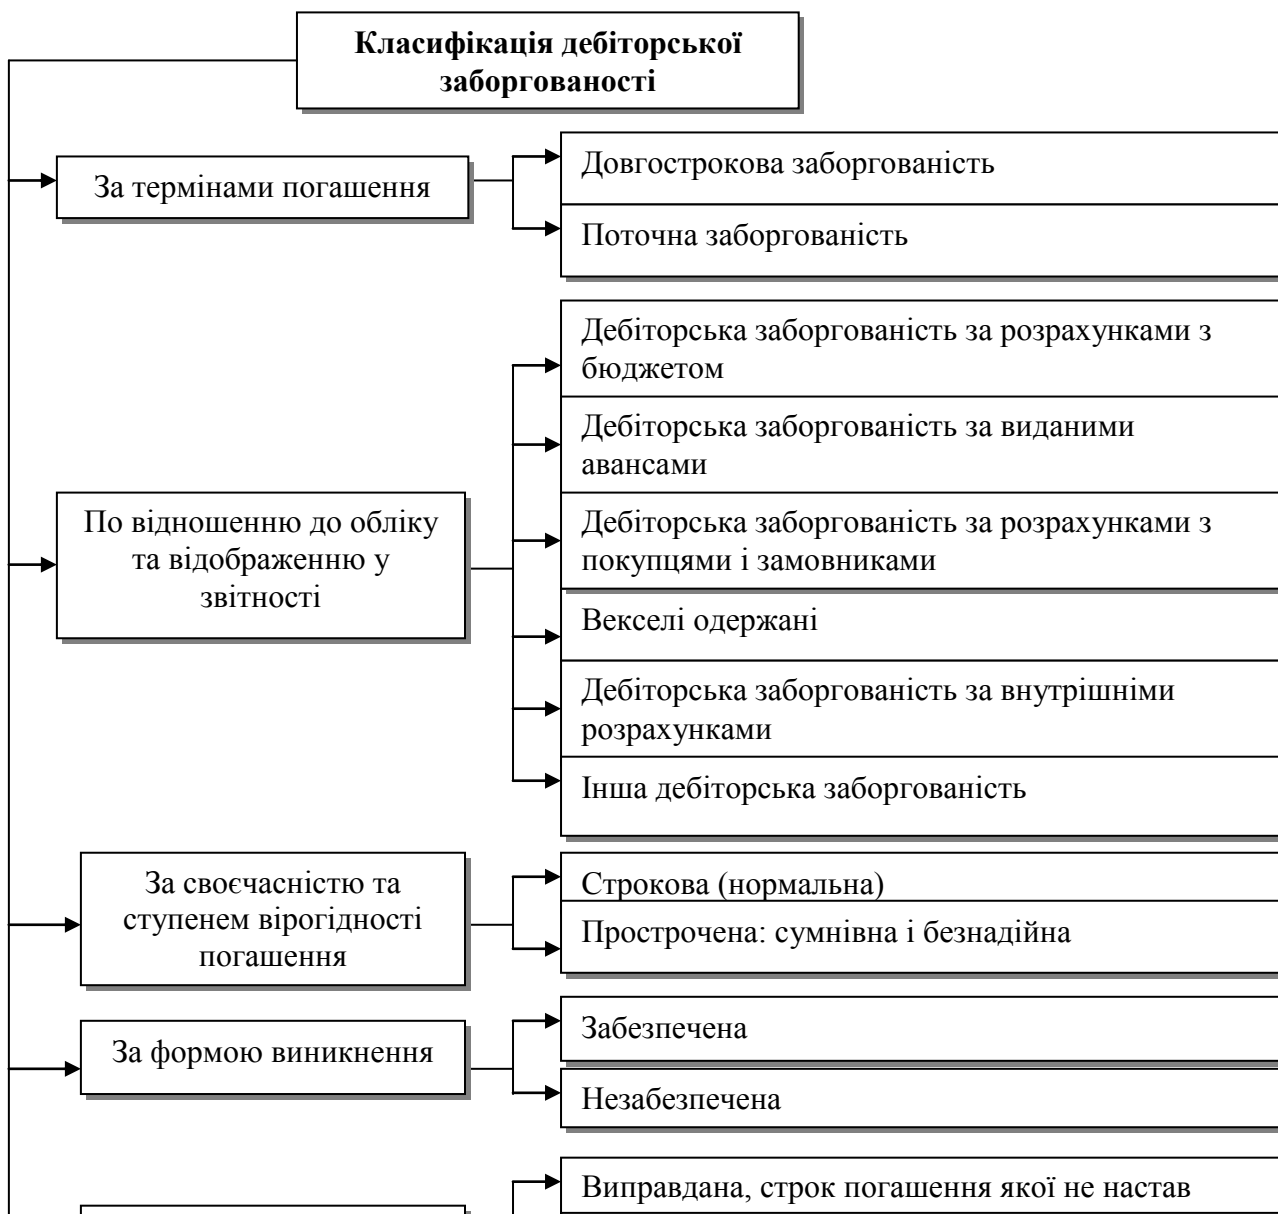 Класифікація дебіторської
заборгованості
За термінами погашення
Довгострокова заборгованість
Поточна заборгованість
По відношенню до обліку
та відображенню у
звітності
Дебіторська заборгованість за розрахунками з
бюджетом
Дебіторська заборгованість за виданими
авансами
Дебіторська заборгованість за розрахунками з
покупцями і замовниками
Векселі одержані
Дебіторська заборгованість за внутрішніми
розрахунками
Інша дебіторська заборгованість
За своєчасністю та
ступенем вірогідності
погашення
Строкова (нормальна)
Прострочена: сумнівна і безнадійна
За формою виникнення
Забезпечена
Незабезпечена
Виправдана, строк погашення якої не настав